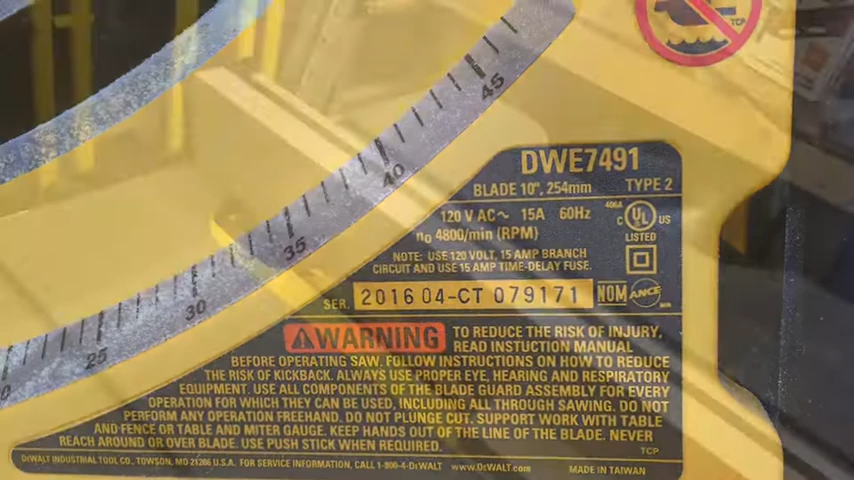 TCP
45
40
35
30
25
DWE7491
BLADE 10", 254mm TYPE 2
120 V AC~ 15A 60Hz
n₀ 4800/min (RPM)
406A
C UL US
LISTED
NOTE: USE 120 VOLT, 15 AMP BRANCH
CIRCUIT AND USE 15 AMP TIME-DELAY FUSE.
SER. 2016 04-CT 079171 NOM ANCE
WARNING TO REDUCE THE RISK OF INJURY,
READ INSTUCTION MANUAL
BEFORE OPERATING SAW. FOLLOW INSTRUCTIONS ON HOW TO REDUCE
THE RISK OF KICKBACK. ALWAYS USE PROPER EYE, HEARING AND RESPIRATORY
EQUIPMENT. USE ALL COMPONENTS OF THE BLADE GUARD ASSEMBLY FOR EVERY
OPERATION FOR WHICH THEY CAN BE USED, INCLUDING ALL THROUGH SAWING. DO NOT
PERFORM ANY OPERATION FREEHAND. DO NOT PLUNGE CUT. SUPPORT WORK WITH TABLE
AND FENCE OR TABLE AND MITER GAUGE. KEEP HANDS OUT OF THE LINE OF THE BLADE. NEVER
REACH AROUND OR OVER BLADE. USE PUSH STICK WHEN REQUIRED.
TCP
DeWALT INDUSTRIAL TOOL CO., TOWSON, MD 21286 U.S.A. FOR SERVICE INFORMATION, CALL 1-800-4-DeWALT www.DeWALT.com MADE IN TAIWAN